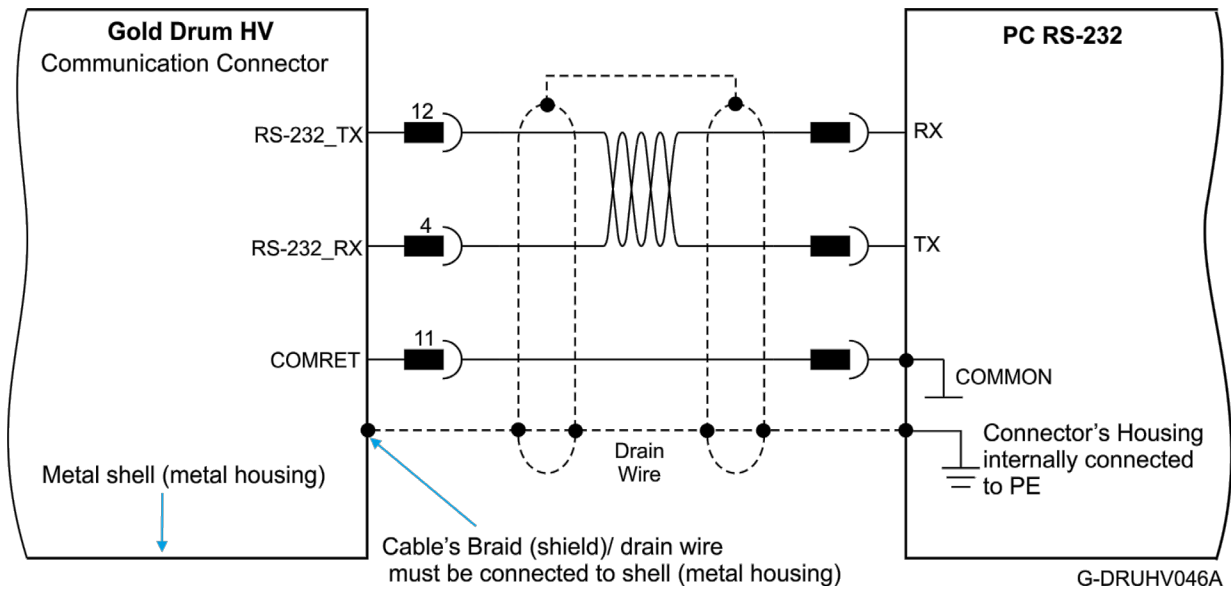 Gold Drum HV
Communication Connector
PC RS-232
12
RS-232_TX
RX
4
RS-232_RX
TX
11
COMRET
COMMON
Drain
Wire
Connector's Housing
internally connected
to PE
Metal shell (metal housing)
Cable's Braid (shield)/ drain wire
must be connected to shell (metal housing)
G-DRUHV046A